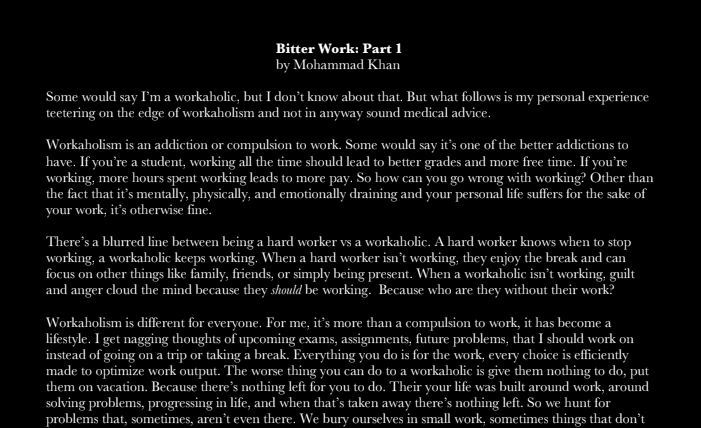 Bitter Work: Part 1
by Mohammad Khan
Some would say I'm a workaholic, but I don't know about that. But what follows is my personal experience
teetering on the edge of workaholism and not in anyway sound medical advice.
Workaholism is an addiction or compulsion to work. Some would say it's one of the better addictions to
have. If you're a student, working all the time should lead to better grades and more free time. If you're
working, more hours spent working leads to more pay. So how can you go wrong with working? Other than
the fact that it's mentally, physically, and emotionally draining and your personal life suffers for the sake of
your work, it's otherwise fine.
There's a blurred line between being a hard worker vs a workaholic. A hard worker knows when to stop
working, a workaholic keeps working. When a hard worker isn't working, they enjoy the break and can
focus on other things like family, friends, or simply being present. When a workaholic isn't working, guilt
and anger cloud the mind because they should be working.  Because who are they without their work?
Workaholism is different for everyone. For me, it's more than a compulsion to work, it has become a
lifestyle. I get nagging thoughts of upcoming exams, assignments, future problems, that I should work on
instead of going on a trip or taking a break. Everything you do is for the work, every choice is efficiently
made to optimize work output. The worse thing you can do to a workaholic is give them nothing to do, put
them on vacation. Because there's nothing left for you to do. Their your life was built around work, around
solving problems, progressing in life, and when that's taken away there's nothing left. So we hunt for
problems that, sometimes, aren't even there. We bury ourselves in small work, sometimes things that don't